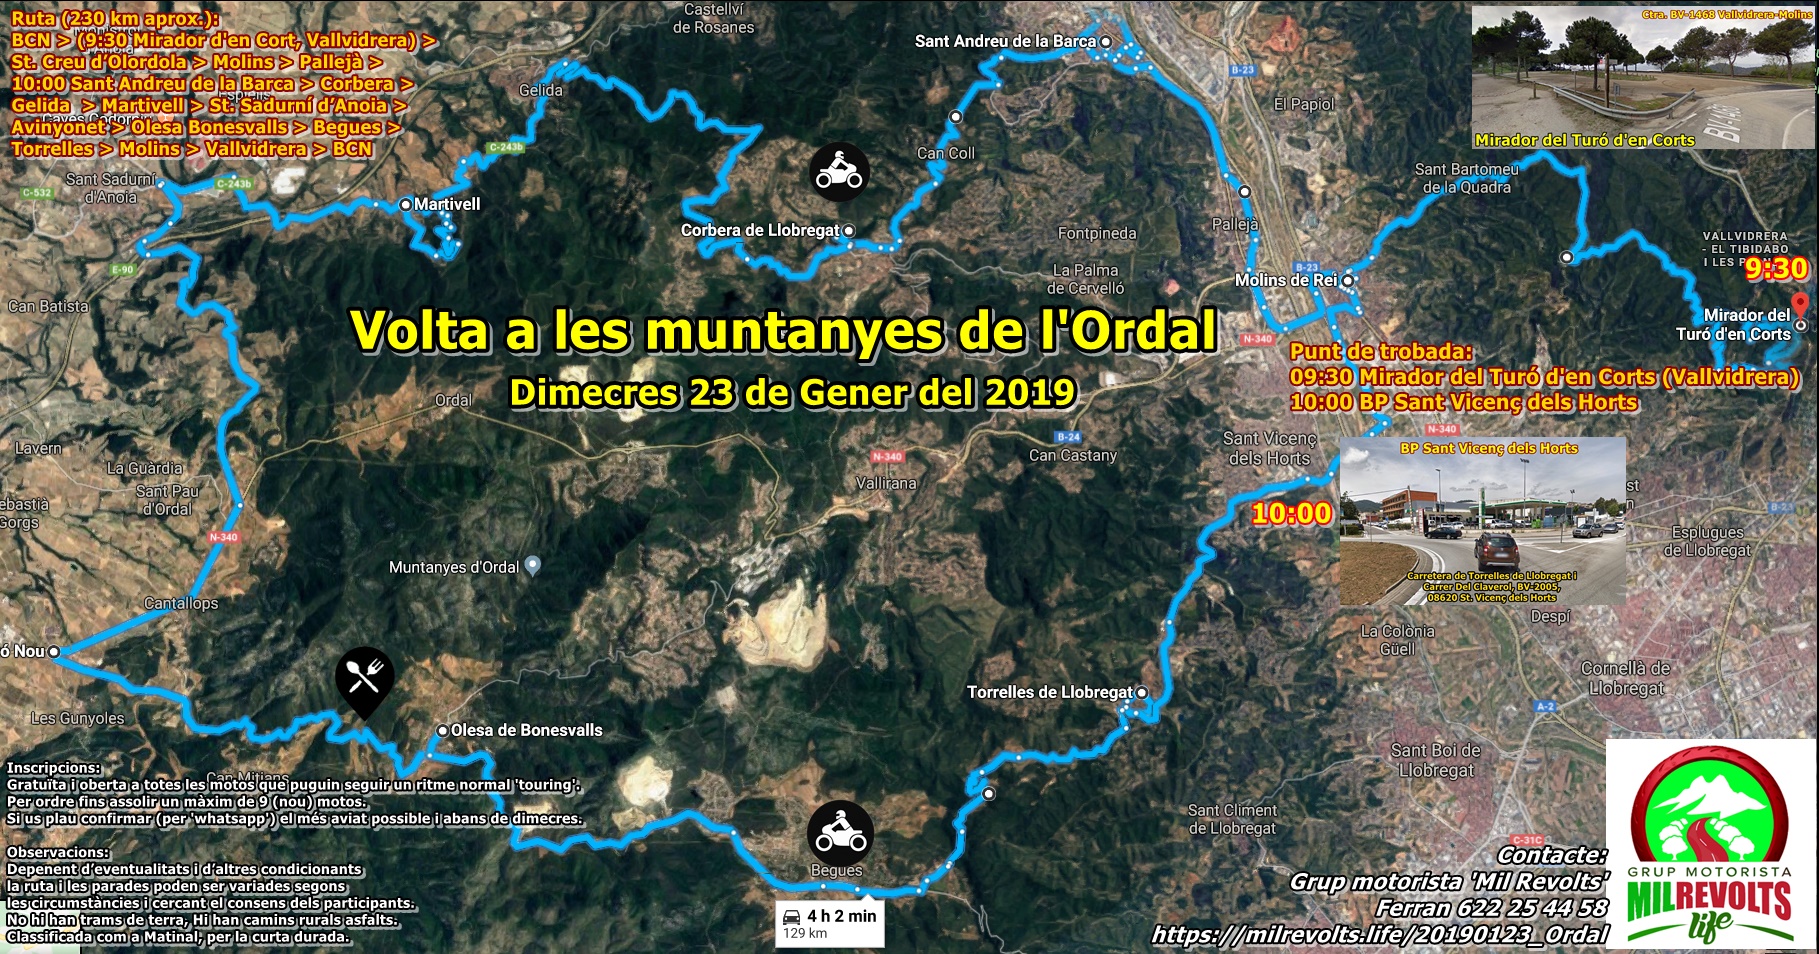 Ruta (230 km aprox.):
BCN > (9:30 Mirador d'en Cort, Vallvidrera) >
St. Creu d'Olordola > Molins > Pallejà >
10:00 Sant Andreu de la Barca > Corbera >
Gelida > Martivell > St. Sadurní d'Anoia >
Avinyonet > Olesa Bonesvalls > Begues >
Torrelles > Molins > Vallvidrera > BCN
Castellví
de Rosanes
Sant Andreu de la Barca
B-23
El Papiol
Ctra. BV-1468 Vallvidrera-Molins
BV-1468
Mirador del Turó d'en Corts
Gelida
C-243b
Can Coll
Sant Bartomeu
de la Quadra
C-532
Sant Sadurní
d'Anoia
C-243b
Martivell
Corbera de Llobregat
Fontpineda
Pallejà
VALLVIDRERA
- EL TIBIDABO
I LES
9:30
E-90
La Palma
de Cervelló
B-23
Molins de Rei
Can Batista
Mirador del
Turó d'en Corts
Volta a les muntanyes de l'Ordal
N-340
Dimecres 23 de Gener del 2019
Punt de trobada:
09:30 Mirador del Turó d'en Corts (Vallvidrera)
10:00 BP Sant Vicenç dels Horts
Ordal
B-24
Can Castany
N-340
Vallirana
Sant Vicenç
dels Horts
N-340
BP Sant Vicenç dels Horts
Carretera de Torrelles de Llobregat i
Carrer Del Claverol, BV-2005,
08620 St. Vicenç dels Horts
10:00
Lavern
La Guàrdia
Sant Pau
d'Ordal
ebastià
Gorgs
N-340
B-23
Esplugues
de Llobregat
Muntanyes d'Ordal
Cantallops
Despí
La Colònia
Güell
ó Nou
Cornellà de
Llobregat
Torrelles de Llobregat
A-2
Les Gunyoles
Olesa de Bonesvalls
Sant Boi de
Llobregat
Can Mitjans
Sant Climent
de Llobregat
C-31C
Begues
4 h 2 min
129 km
Inscripcions:
Gratuïta i oberta a totes les motos que puguin seguir un ritme normal 'touring'.
Per ordre fins assolir un màxim de 9 (nou) motos.
Si us plau confirmar (per 'whatsapp') el més aviat possible i abans de dimecres.
Observacions:
Depenent d'eventualitats i d'altres condicionants
la ruta i les parades poden ser variades segons
les circumstàncies i cercant el consens dels participants.
No hi han trams de terra, Hi han camins rurals asfalts.
Classificada com a Matinal, per la curta durada.
Contacte:
Grup motorista 'Mil Revolts'
Ferran 622 25 44 58
https://milrevolts.life/20190123_Ordal
GRUP MOTORISTA
MILREVOLTS
life